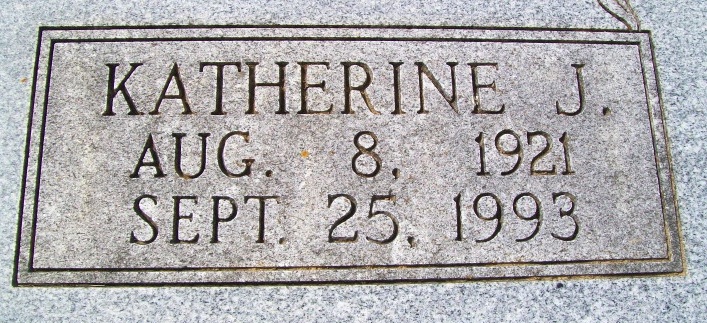 KATHERINE J.
AUG. 8, 1921
SEPT. 25, 1993